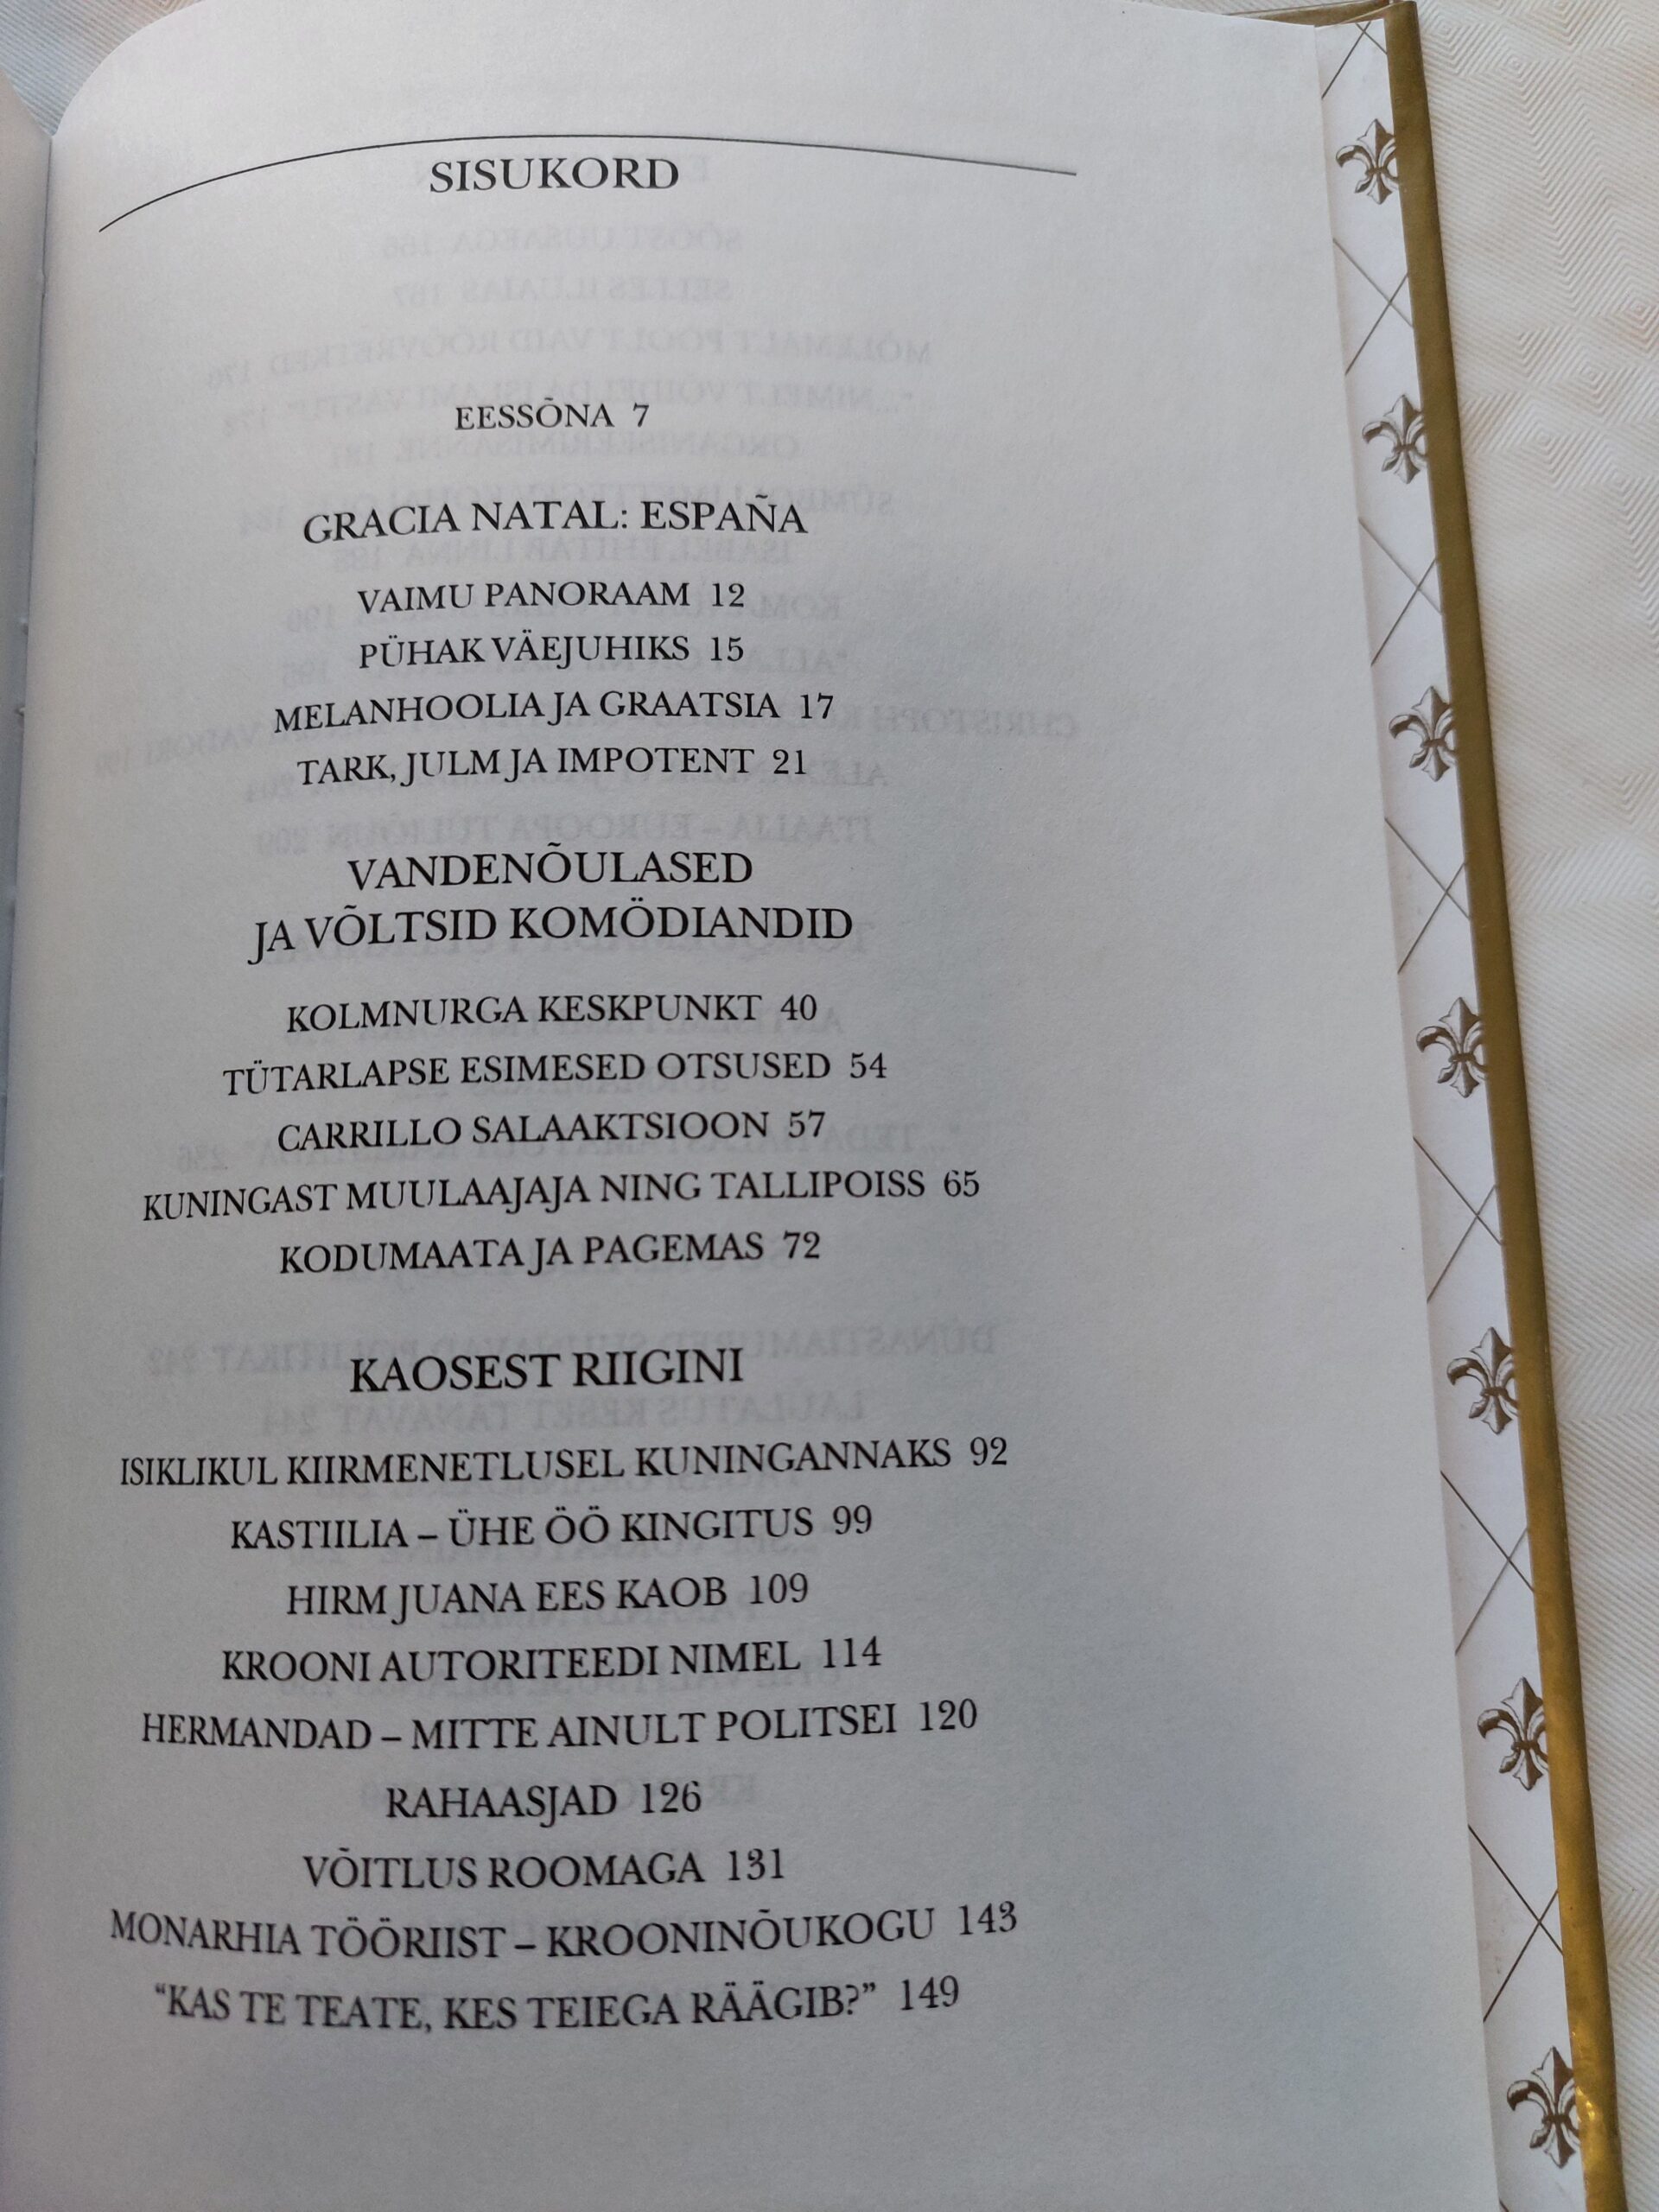 SISUKORD
EESSÕNA 7
GRACIA NATAL: ESPAÑA
VAIMU PANORAAM 12
PÜHAK VÄEJUHIKS 15
MELANHOOLIA JA GRAATSIA 17
TARK, JULM JA IMPOTENT 21
VANDENÕULASED
JA VÕLTSID KOMÖDIANDID
KOLMNURGA KESKPUNKT 40
TÜTARLAPSE ESIMESED OTSUSED 54
CARRILLO SALAAKTSIOON 57
KUNINGAST MUULAAJAJA NING TALLIPOISS 65
KODUMAATA JA PAGEMAS 72
KAOSEST RIIGINI
ISIKLIKUL KIIRMENETLUSEL KUNINGANNAKS 92
KASTIILIA – ÜHE ÖÖ KINGITUS 99
HIRM JUANA EES KAOB 109
KROONI AUTORITEEDI NIMEL 114
HERMANDAD – MITTE AINULT POLITSEI 120
RAHAASJAD 126
VÕITLUS ROOMAGA 131
MONARHIA TÖÖRIIST – KROONINÕUKOGU 143
“KAS TE TEATE, KES TEIEGA RÄÄGIB?” 149